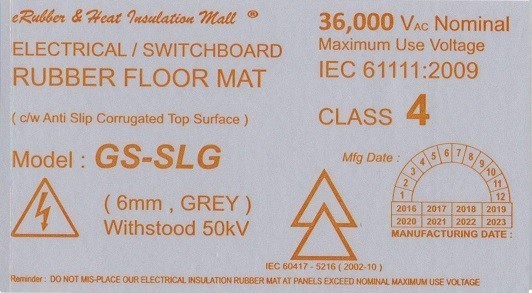 eRubber & Heat Insulation Mall ®
ELECTRICAL / SWITCHBOARD
RUBBER FLOOR MAT
( c/w Anti Slip Corrugated Top Surface )
Model : GS-SLG
( 6mm , GREY )
Withstood 50kV
36,000 VAC Nominal
Maximum Use Voltage
IEC 61111:2009
CLASS 4
Mfg Date :
1 2 3 4 5 6 7 8 9 10 11 12
2016 2017 2018 2019
2020 2021 2022 2023
MANUFACTURING DATE :
IEC 60417 - 5216 ( 2002-10 )
Reminder : DO NOT MIS-PLACE OUR ELECTRICAL INSULATION RUBBER MAT AT PANELS EXCEED NOMINAL MAXIMUM USE VOLTAGE